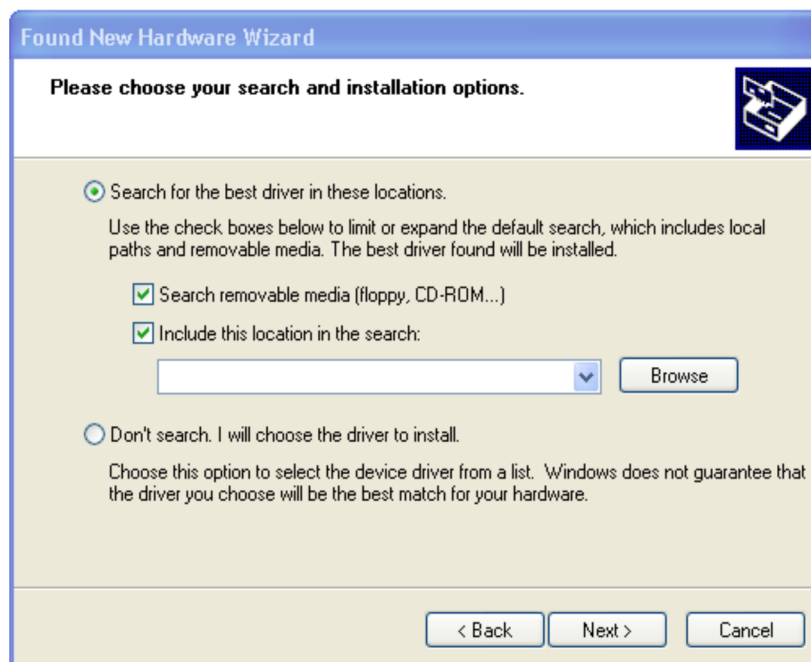 Found New Hardware Wizard
Please choose your search and installation options.
Search for the best driver in these locations.
Use the check boxes below to limit or expand the default search, which includes local
paths and removable media. The best driver found will be installed.
Search removable media (floppy, CD-ROM...)
Include this location in the search:
Browse
Don't search. I will choose the driver to install.
Choose this option to select the device driver from a list.  Windows does not guarantee that
the driver you choose will be the best match for your hardware.
< Back Next > Cancel